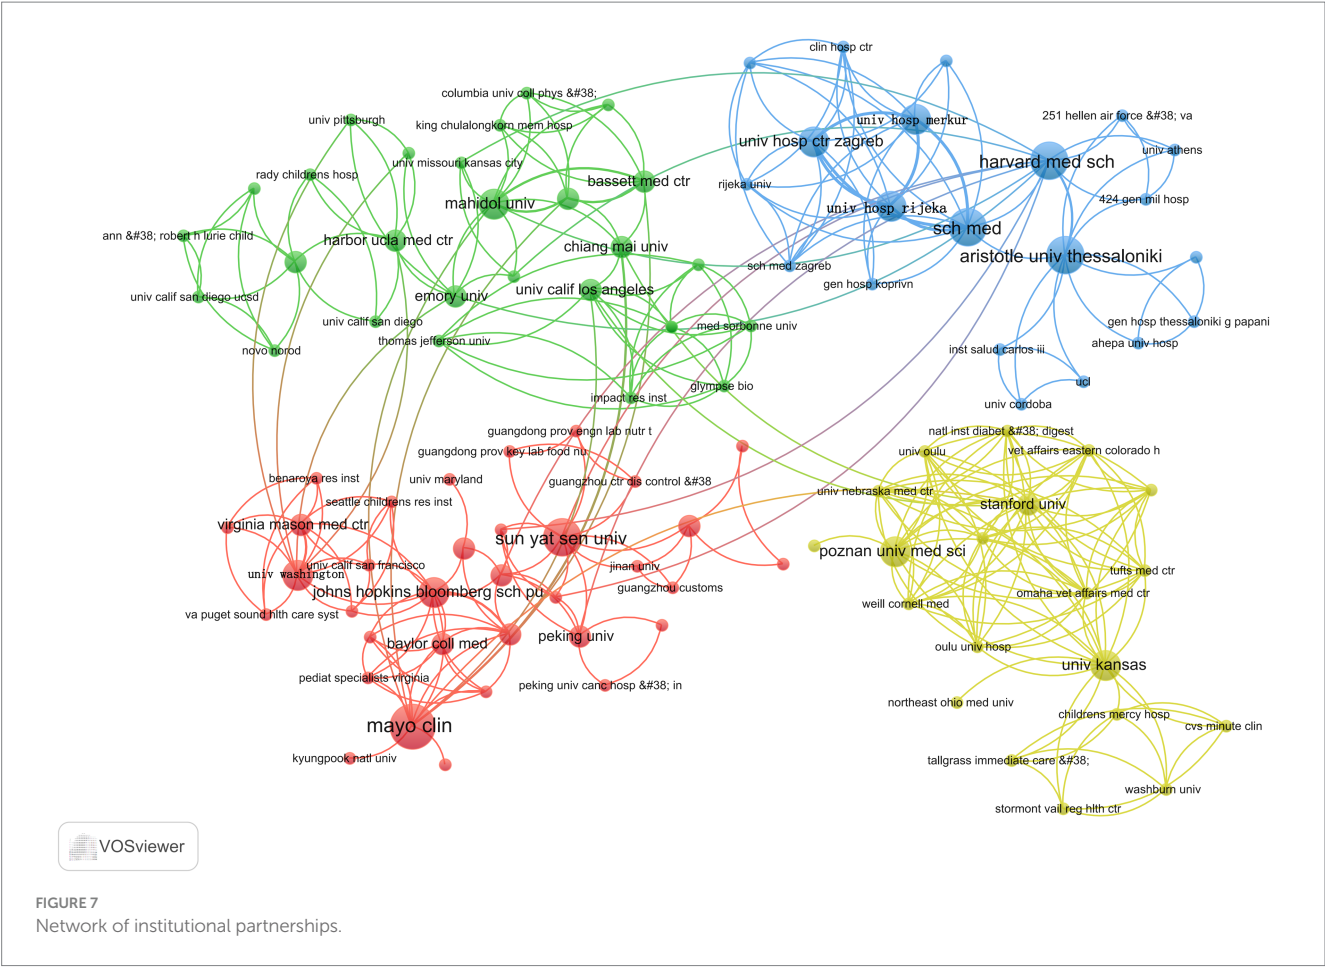 clin hosp ctr
columbia univ coll phys &#38;
univ pittsburgh
king chulalongkorn mem hosp
univ hosp merkur
251 hellen air force &#38; va
univ hosp ctr zagreb
univ athens
univ missouri kansas city
harvard med sch
rady childrens hosp
bassett med ctr
rijeka univ
mahidol univ
424 gen mil hosp
univ hosp rijeka
ann &#38; robert h lurie child
harbor ucla med ctr
sch med
chiang mai univ
aristotle univ thessaloniki
sch med zagreb
univ calif san diego ucsd
emory univ
univ calif los angeles
gen hosp koprivn
univ calif san diego
med sorbonne univ
gen hosp thessaloniki g papani
thomas jefferson univ
ahepa univ hosp
novo norod
inst salud carlos iii
glympse bio
ucl
impact res inst
univ cordoba
guangdong prov engn lab nutr t
natl inst diabet &#38; digest
guangdong prov key lab food nu
univ oulu
vet affairs eastern colorado h
benaroya res inst
univ maryland
guangzhou ctr dis control &#38
univ nebraska med ctr
seattle childrens res inst
stanford univ
virginia mason med ctr
sun yat sen univ
poznan univ med sci
univ calif san francisco
jinan univ
univ washington
tufts med ctr
johns hopkins bloomberg sch pu
guangzhou customs
omaha vet affairs med ctr
weill cornell med
va puget sound hlth care syst
peking univ
baylor coll med
oulu univ hosp
univ kansas
pediat specialists virginia
peking univ canc hosp &#38; in
northeast ohio med univ
childrens mercy hosp
mayo clin
cvs minute clin
kyungpook natl univ
tallgrass immediate care &#38;
washburn univ
stormont vail reg hlth ctr
VOSviewer
FIGURE 7
Network of institutional partnerships.